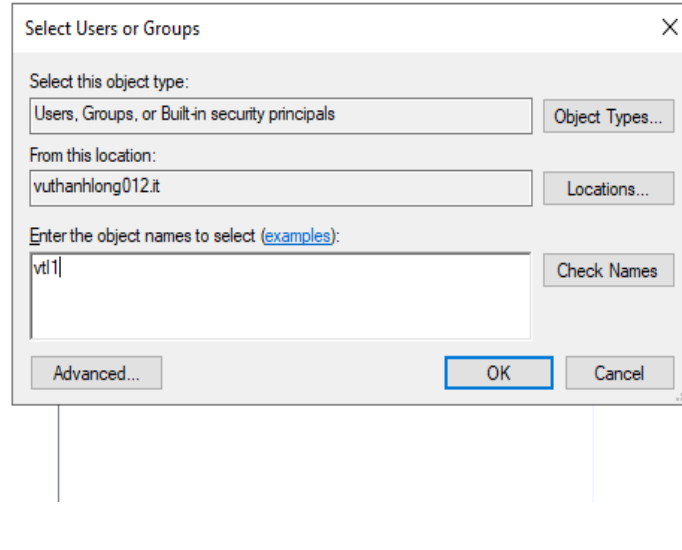 Select Users or Groups
Select this object type:
Users, Groups, or Built-in security principals
Object Types...
From this location:
vuthanhlong012.it
Locations...
Enter the object names to select (examples):
vtl1
Check Names
Advanced...
OK
Cancel